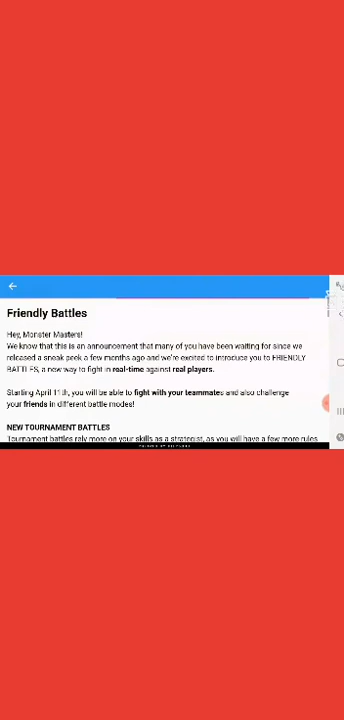 Friendly Battles
Hey, Monster Masters!
We know that this is an announcement that many of you have been waiting for since we
released a sneak peek a few months ago and we're excited to introduce you to FRIENDLY
BATTLES, a new way to fight in real-time against real players.
Starting April 11th, you will be able to fight with your teammates and also challenge
your friends in different battle modes!
NEW TOURNAMENT BATTLES
Tournament battles rely more on your skills as a strategist, as you will have a few more rules